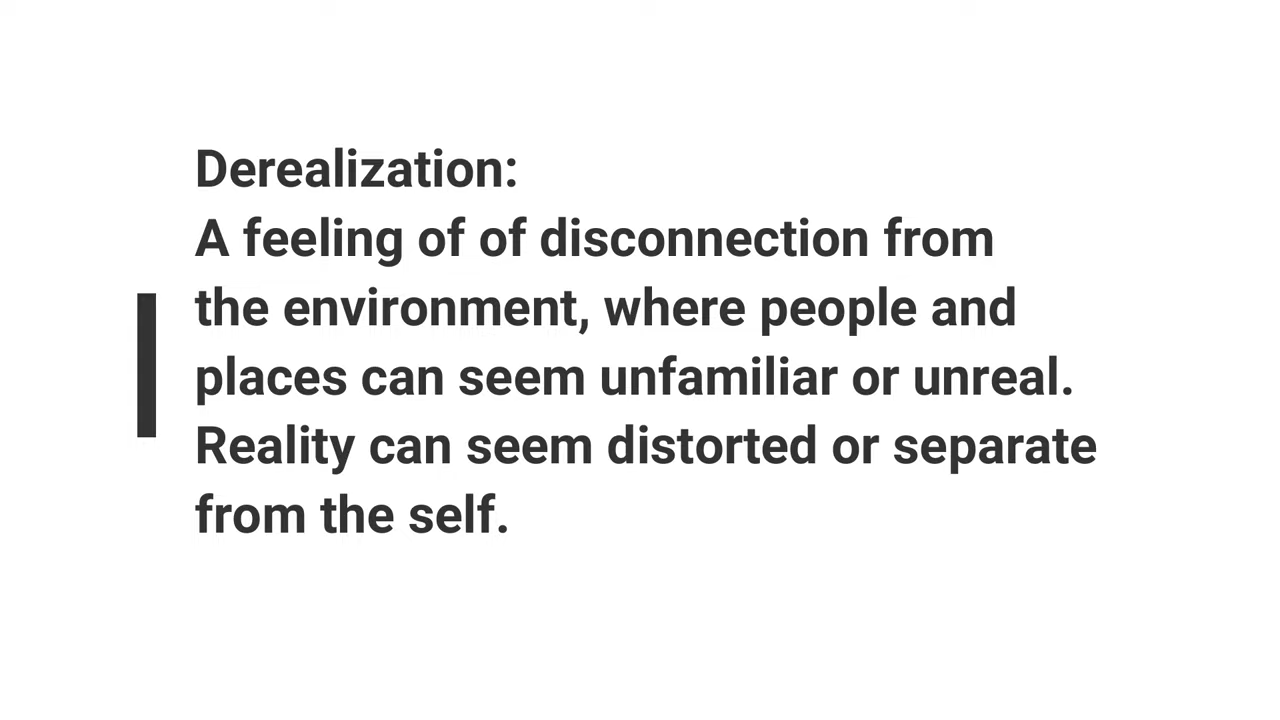 Derealization:
A feeling of of disconnection from
the environment, where people and
places can seem unfamiliar or unreal.
Reality can seem distorted or separate
from the self.